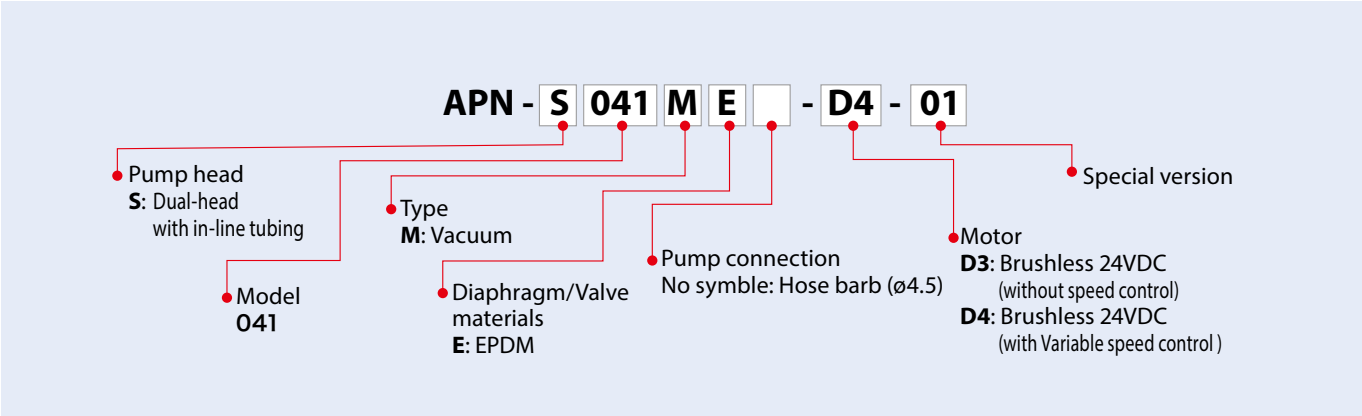 APN - S 041 M E - D4 - 01
Pump head
S: Dual-head
with in-line tubing
Model
041
Type
M: Vacuum
Diaphragm/Valve
materials
E: EPDM
Pump connection
No symble: Hose barb (ø4.5)
Motor
D3: Brushless 24VDC
(without speed control)
D4: Brushless 24VDC
(with Variable speed control )
Special version